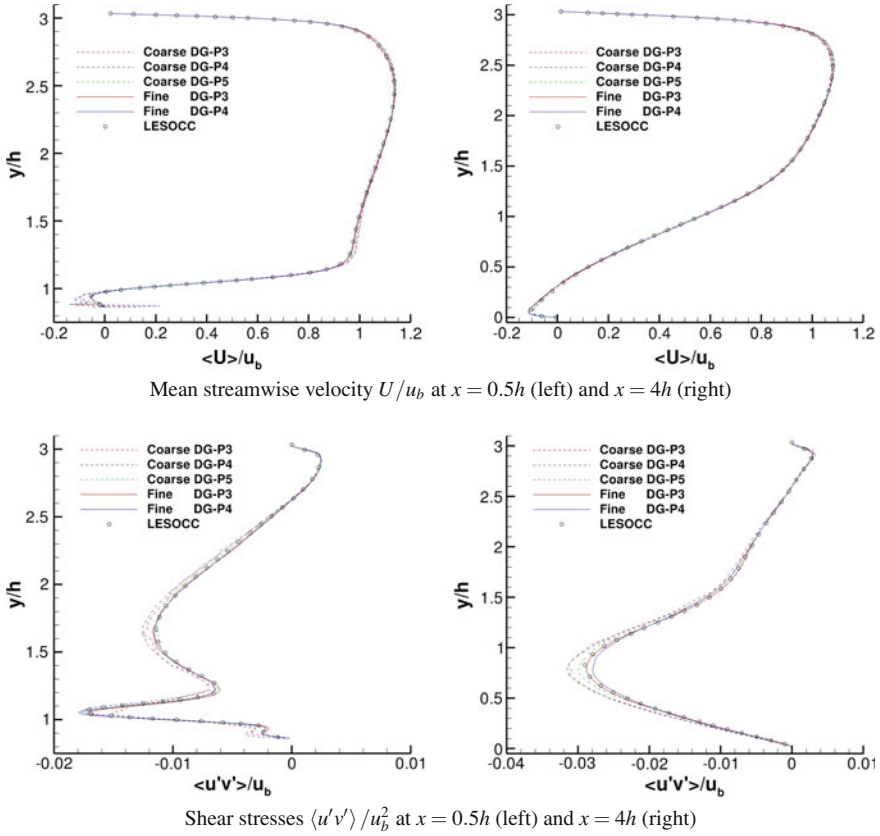 3
2.5
2
1.5
1
y/h
Coarse DG-P3
Coarse DG-P4
Coarse DG-P5
Fine DG-P3
Fine DG-P4
LESOCC
-0.2 0 0.2 0.4 0.6 0.8 1 1.2
<U>/u_b
3
2.5
2
1.5
1
0.5
0
y/h
Coarse DG-P3
Coarse DG-P4
Coarse DG-P5
Fine DG-P3
Fine DG-P4
LESOCC
-0.2 0 0.2 0.4 0.6 0.8 1 1.2
<U>/u_b
Mean streamwise velocity U/u_b at x = 0.5h (left) and x = 4h (right)
3
2.5
2
1.5
1
y/h
Coarse DG-P3
Coarse DG-P4
Coarse DG-P5
Fine DG-P3
Fine DG-P4
LESOCC
-0.02 -0.01 0 0.01
<u'v'>/u_b
3
2.5
2
1.5
1
0.5
0
y/h
Coarse DG-P3
Coarse DG-P4
Coarse DG-P5
Fine DG-P3
Fine DG-P4
LESOCC
-0.04 -0.03 -0.02 -0.01 0 0.01
<u'v'>/u_b
Shear stresses ⟨u'v'⟩/u_b^2 at x = 0.5h (left) and x = 4h (right)